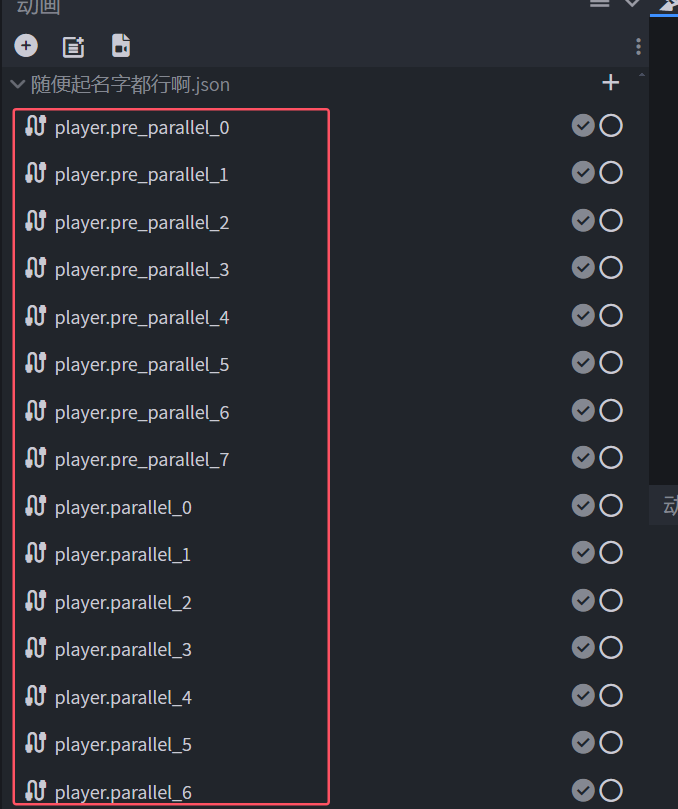 动画
随便起名字都行啊.json
player.pre_parallel_0
player.pre_parallel_1
player.pre_parallel_2
player.pre_parallel_3
player.pre_parallel_4
player.pre_parallel_5
player.pre_parallel_6
player.pre_parallel_7
player.parallel_0
动
player.parallel_1
player.parallel_2
player.parallel_3
player.parallel_4
player.parallel_5
player.parallel_6